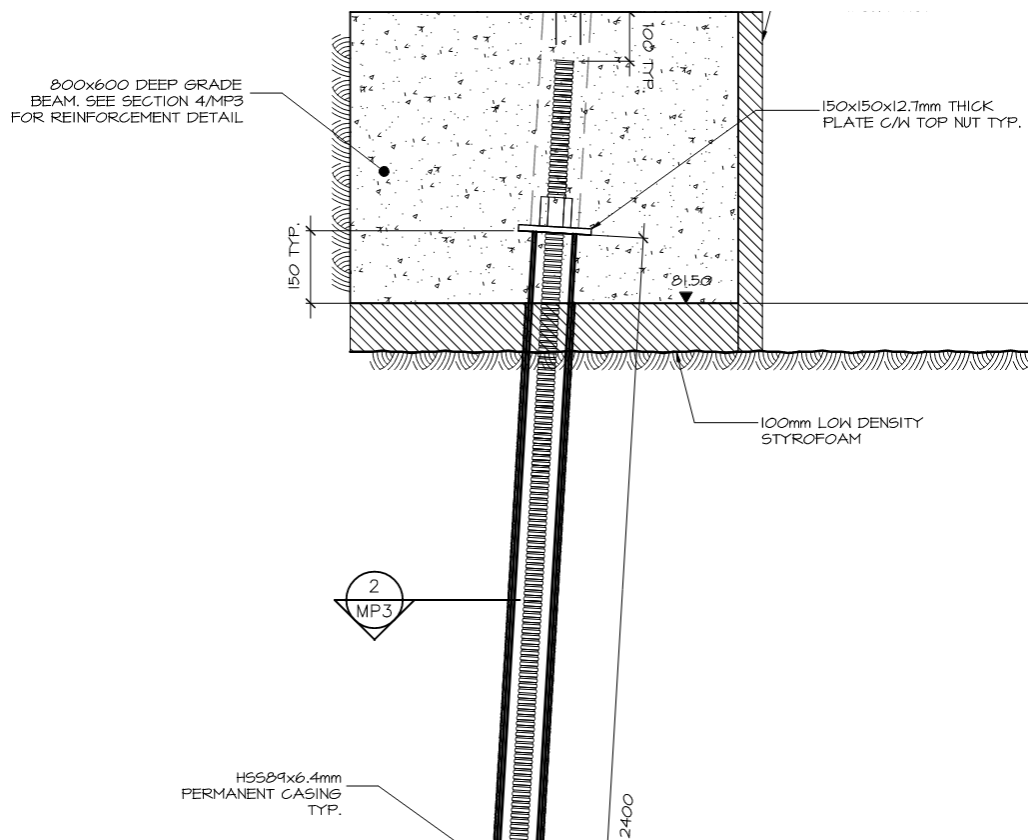 800x600 DEEP GRADE
BEAM. SEE SECTION 4/MP3
FOR REINFORCEMENT DETAIL
100 TYP.
150x150x12.7mm THICK
PLATE C/W TOP NUT TYP.
150 TYP.
81.50
100mm LOW DENSITY
STYROFOAM
2
MP3
HSS89x6.4mm
PERMANENT CASING
TYP.
2400